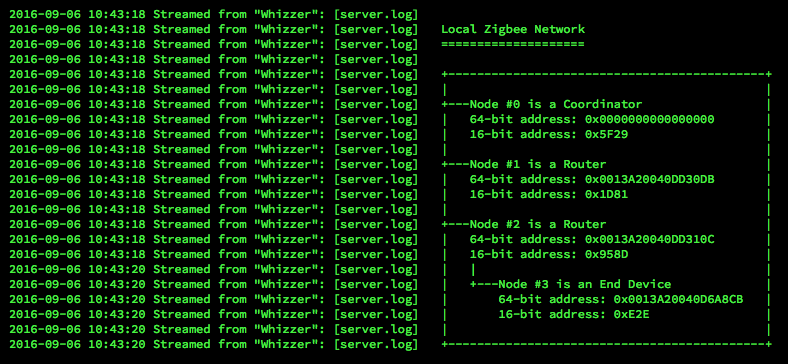 2016-09-06 10:43:18 Streamed from "Whizzer": [server.log]
2016-09-06 10:43:18 Streamed from "Whizzer": [server.log]   Local Zigbee Network
2016-09-06 10:43:18 Streamed from "Whizzer": [server.log]   ====================
2016-09-06 10:43:18 Streamed from "Whizzer": [server.log]
2016-09-06 10:43:18 Streamed from "Whizzer": [server.log]   +--------------------------------------------+
2016-09-06 10:43:18 Streamed from "Whizzer": [server.log]   |                                            |
2016-09-06 10:43:18 Streamed from "Whizzer": [server.log]   +---Node #0 is a Coordinator                 |
2016-09-06 10:43:18 Streamed from "Whizzer": [server.log]   |   64-bit address: 0x0000000000000000       |
2016-09-06 10:43:18 Streamed from "Whizzer": [server.log]   |   16-bit address: 0x5F29                   |
2016-09-06 10:43:18 Streamed from "Whizzer": [server.log]   |                                            |
2016-09-06 10:43:18 Streamed from "Whizzer": [server.log]   +---Node #1 is a Router                      |
2016-09-06 10:43:18 Streamed from "Whizzer": [server.log]   |   64-bit address: 0x0013A20040DD30DB       |
2016-09-06 10:43:18 Streamed from "Whizzer": [server.log]   |   16-bit address: 0x1D81                   |
2016-09-06 10:43:18 Streamed from "Whizzer": [server.log]   |                                            |
2016-09-06 10:43:18 Streamed from "Whizzer": [server.log]   +---Node #2 is a Router                      |
2016-09-06 10:43:18 Streamed from "Whizzer": [server.log]   |   64-bit address: 0x0013A20040DD310C       |
2016-09-06 10:43:18 Streamed from "Whizzer": [server.log]   |   16-bit address: 0x958D                   |
2016-09-06 10:43:20 Streamed from "Whizzer": [server.log]   |   |                                        |
2016-09-06 10:43:20 Streamed from "Whizzer": [server.log]   |   +---Node #3 is an End Device             |
2016-09-06 10:43:20 Streamed from "Whizzer": [server.log]   |       64-bit address: 0x0013A20040D6A8CB   |
2016-09-06 10:43:20 Streamed from "Whizzer": [server.log]   |       16-bit address: 0xE2E                |
2016-09-06 10:43:20 Streamed from "Whizzer": [server.log]   |                                            |
2016-09-06 10:43:20 Streamed from "Whizzer": [server.log]   +--------------------------------------------+